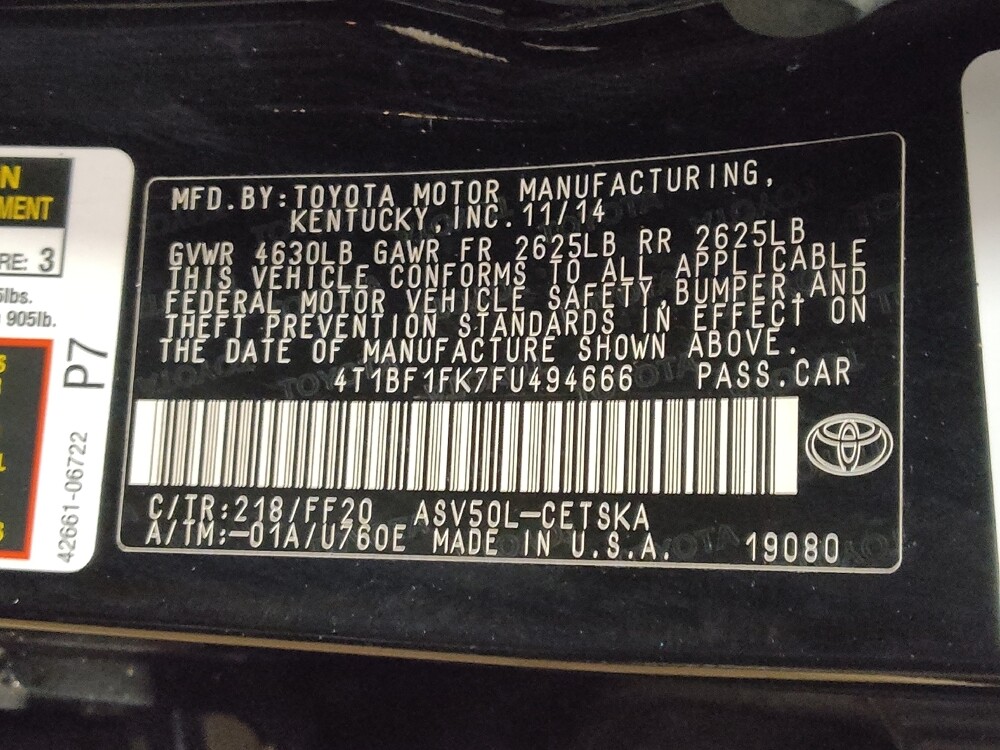 N
MENT
RE: 3
5lbs.
905lb.
P7
42661-06722
MFD.BY:TOYOTA MOTOR MANUFACTURING,
KENTUCKY,INC.11/14
GVWR 4630LB GAWR FR 2625LB RR 2625LB
THIS VEHICLE CONFORMS TO ALL APPLICABLE
FEDERAL MOTOR VEHICLE SAFETY,BUMPER,AND
THEFT PREVENTION STANDARDS IN EFFECT ON
THE DATE OF MANUFACTURE SHOWN ABOVE.
4T1BF1FK7FU494666 PASS.CAR
C/TR:218/FF20 ASV50L-CETSKA
A/TM:-01A/U760E MADE IN U.S.A. 19080